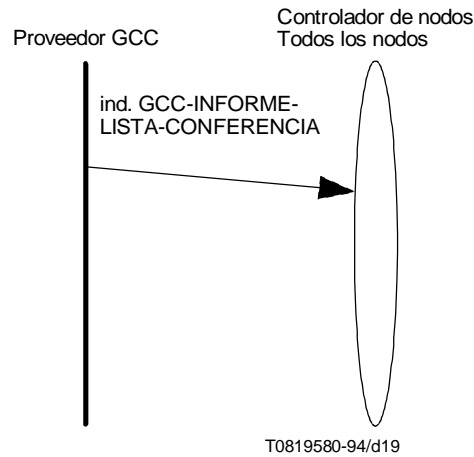 Controlador de nodos
Todos los nodos
Proveedor GCC
ind. GCC-INFORME-
LISTA-CONFERENCIA
T0819580-94/d19